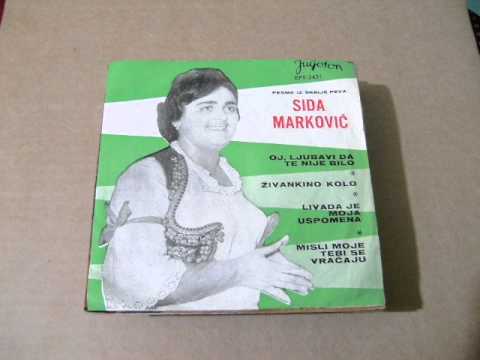 Jugoton
EPY-3431
PESME IZ SRBIJE PEVA
SIDA
MARKOVIĆ
OJ, LJUBAVI DA
TE NIJE BILO
*
ŽIVANKINO KOLO
*
LIVADA JE
MOJA
USPOMENA
*
MISLI MOJE
TEBI SE
VRAĆAJU